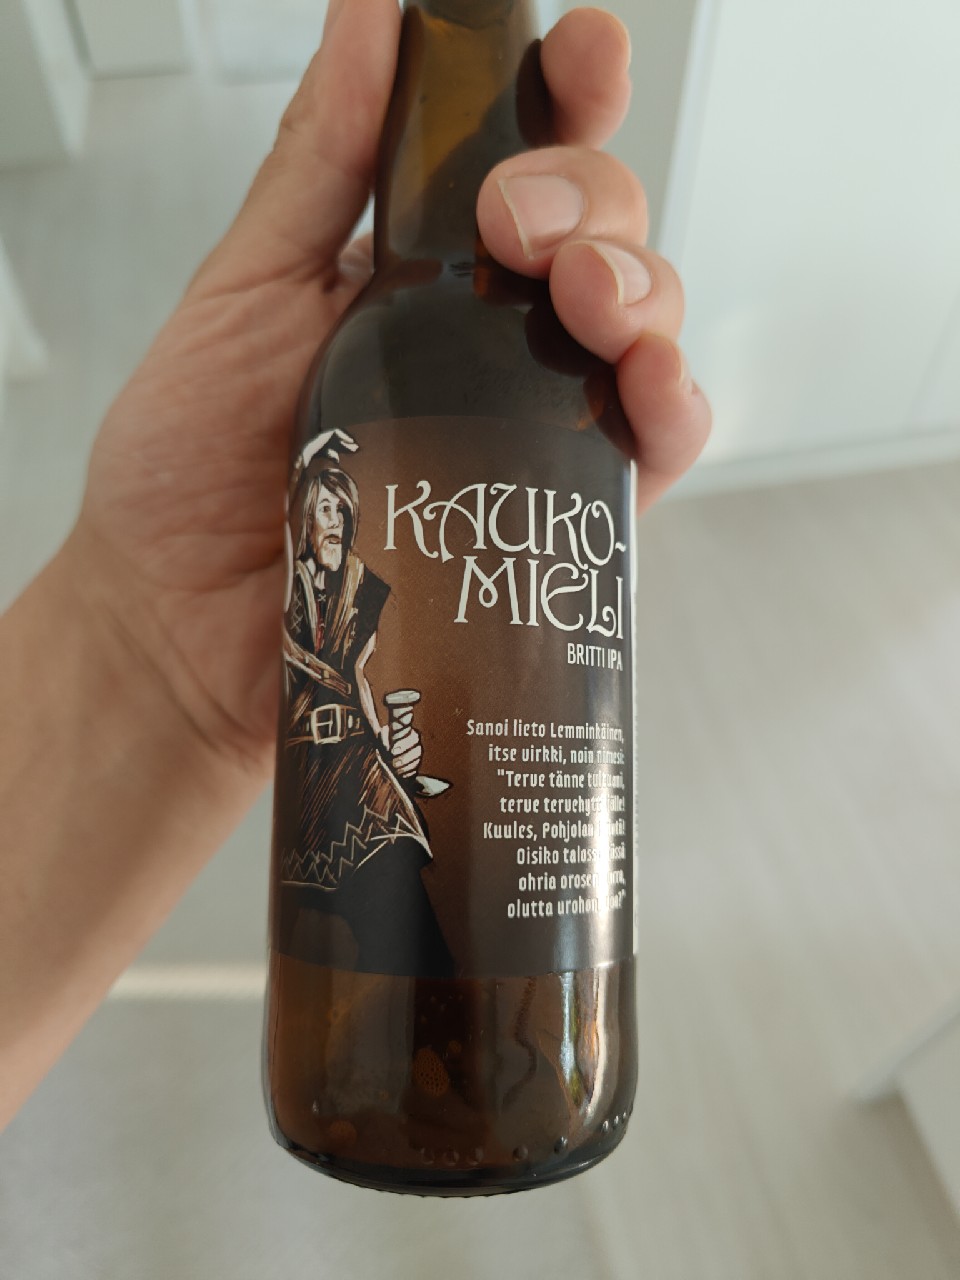 KAUKO-
MIELI
BRITTI IPA
Sanoi lieto Lemminkäinen,
itse virkki, noin nimesi:
"Terve tänne
terve
Kuules, Pohjolan
Oisiko
ohria
olutta